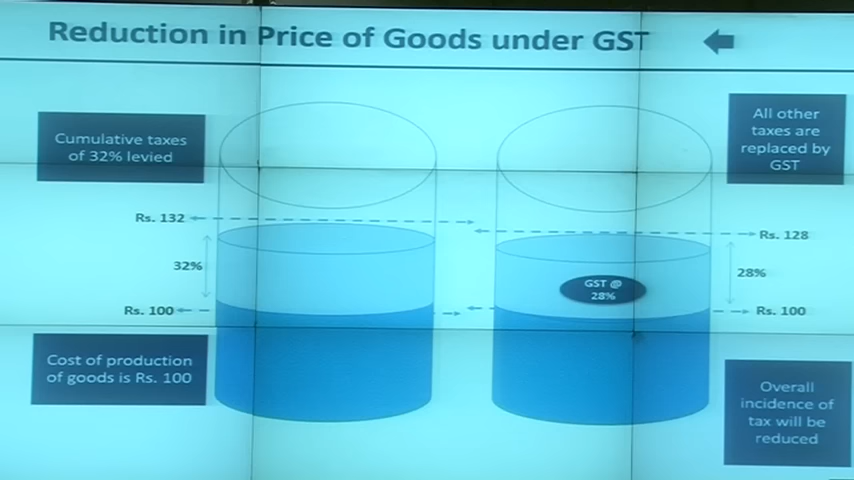 Reduction in Price of Goods under GST
Cumulative taxes
of 32% levied
All other
taxes are
replaced by
GST
Rs. 132
Rs. 128
32%
28%
GST @
28%
Rs. 100
Rs. 100
Cost of production
of goods is Rs. 100
Overall
incidence of
tax will be
reduced